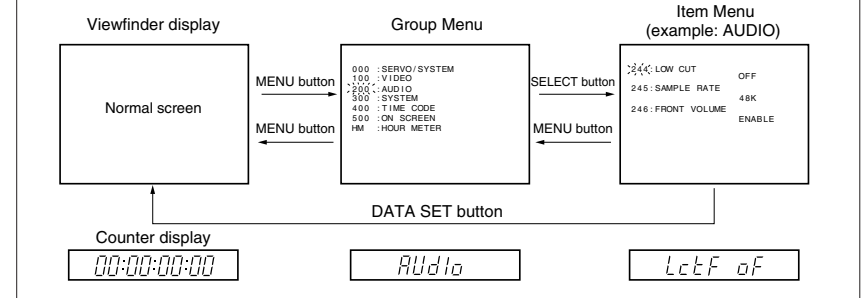 Viewfinder display
Group Menu
Item Menu
(example: AUDIO)
Normal screen
MENU button
MENU button
000 :SERVO/SYSTEM
100 :VIDEO
200 :AUDIO
300 :SYSTEM
400 :TIME CODE
500 :ON SCREEN
HM :HOUR METER
SELECT button
MENU button
244:LOW CUT
OFF
245:SAMPLE RATE
48K
246:FRONT VOLUME
ENABLE
DATA SET button
Counter display
00:00:00:00
AUdIo
LctF oF